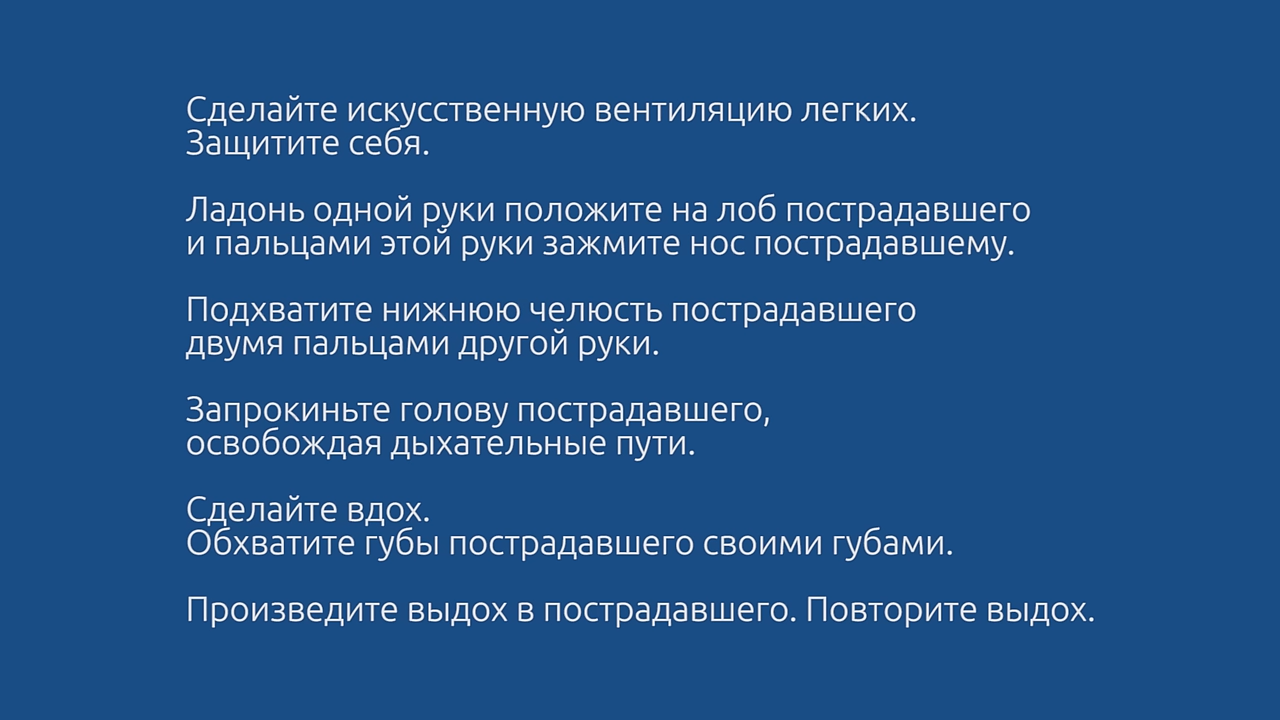 Сделайте искусственную вентиляцию легких.
Защитите себя.
Ладонь одной руки положите на лоб пострадавшего
и пальцами этой руки зажмите нос пострадавшему.
Подхватите нижнюю челюсть пострадавшего
двумя пальцами другой руки.
Запрокиньте голову пострадавшего,
освобождая дыхательные пути.
Сделайте вдох.
Обхватите губы пострадавшего своими губами.
Произведите выдох в пострадавшего. Повторите выдох.